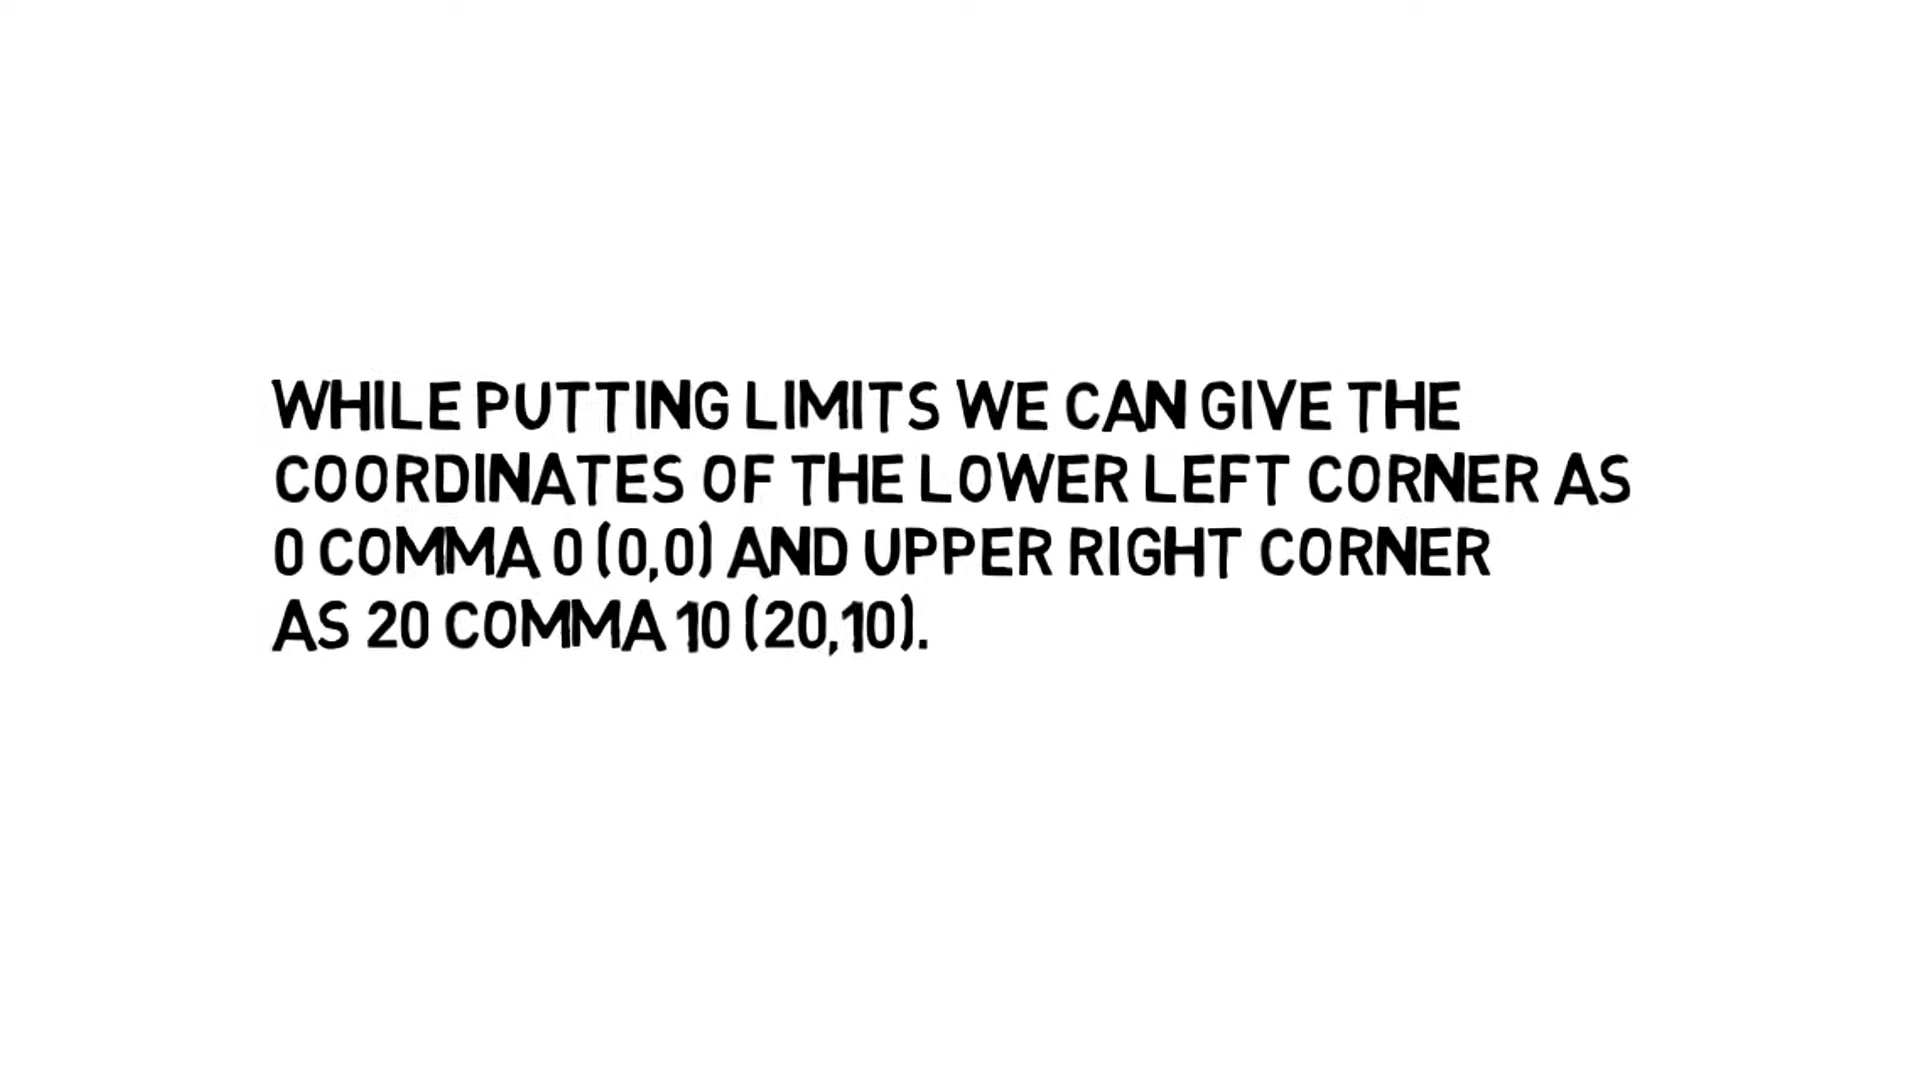 WHILE PUTTING LIMITS WE CAN GIVE THE
COORDINATES OF THE LOWER LEFT CORNER AS
0 COMMA 0 (0,0) AND UPPER RIGHT CORNER
AS 20 COMMA 10 (20,10).